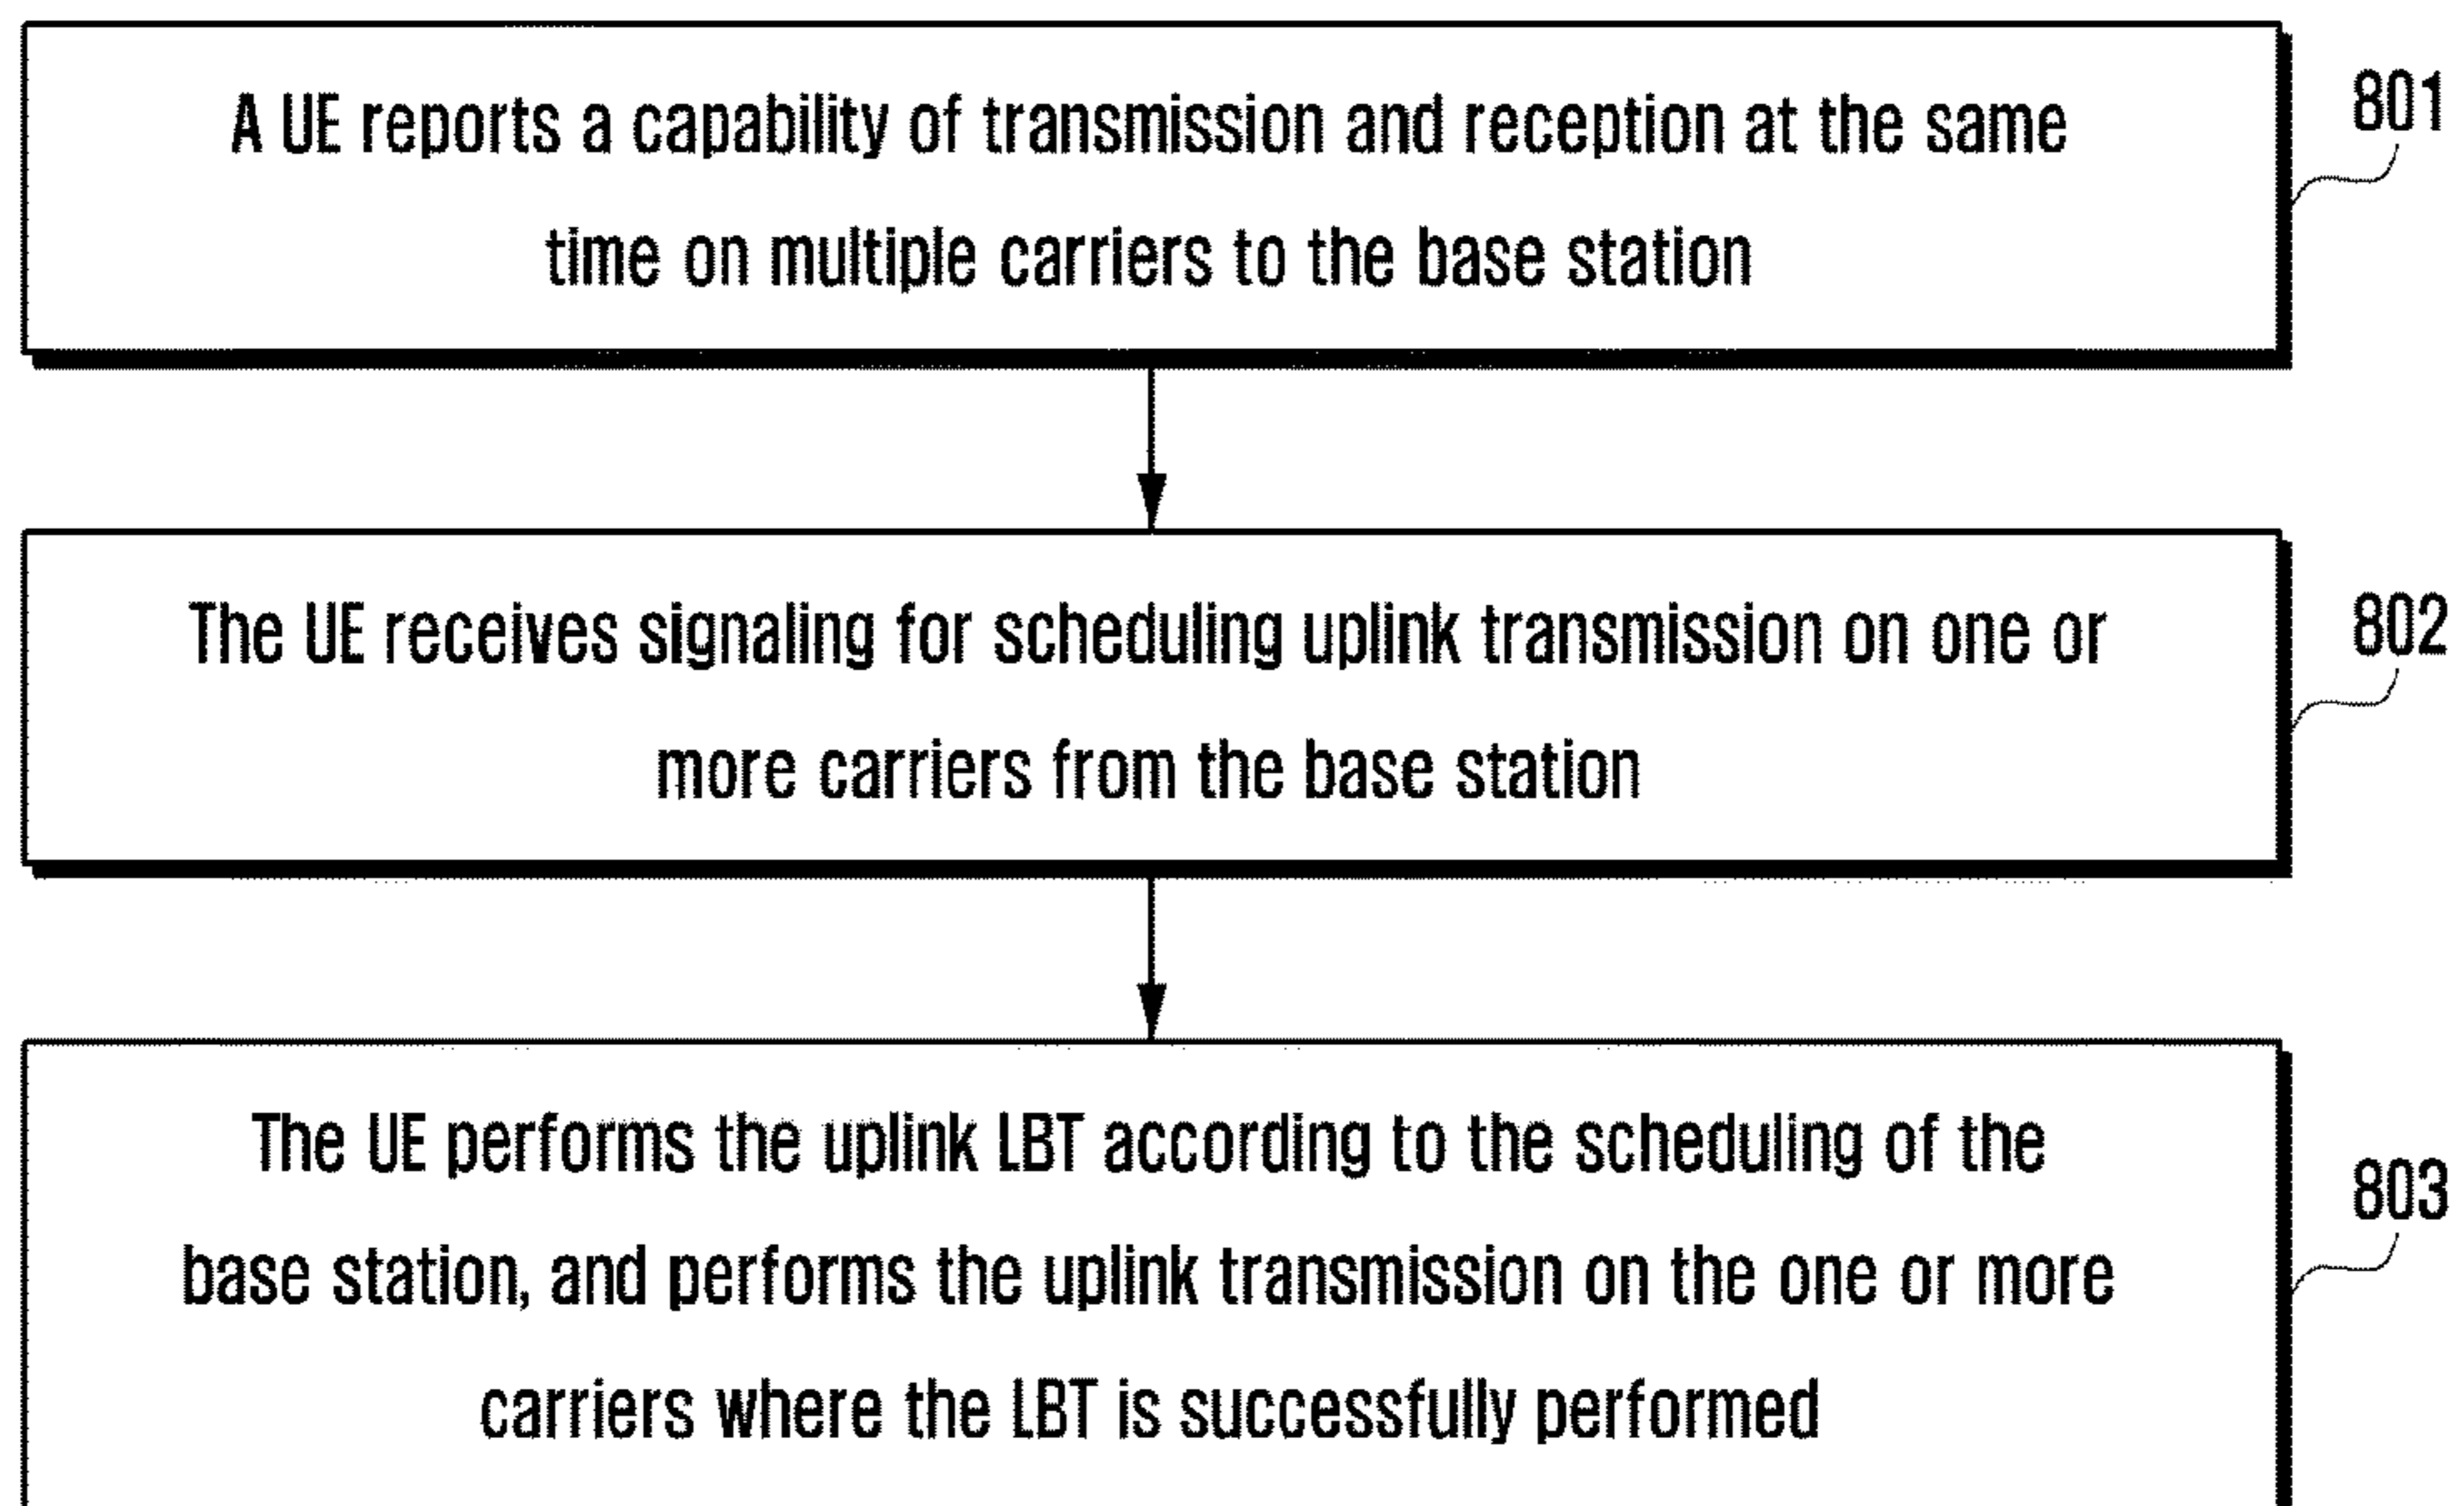 A UE reports a capability of transmission and reception at the same
time on multiple carriers to the base station
801
The UE receives signaling for scheduling uplink transmission on one or
more carriers from the base station
802
The UE performs the uplink LBT according to the scheduling of the
base station, and performs the uplink transmission on the one or more
carriers where the LBT is successfully performed
803